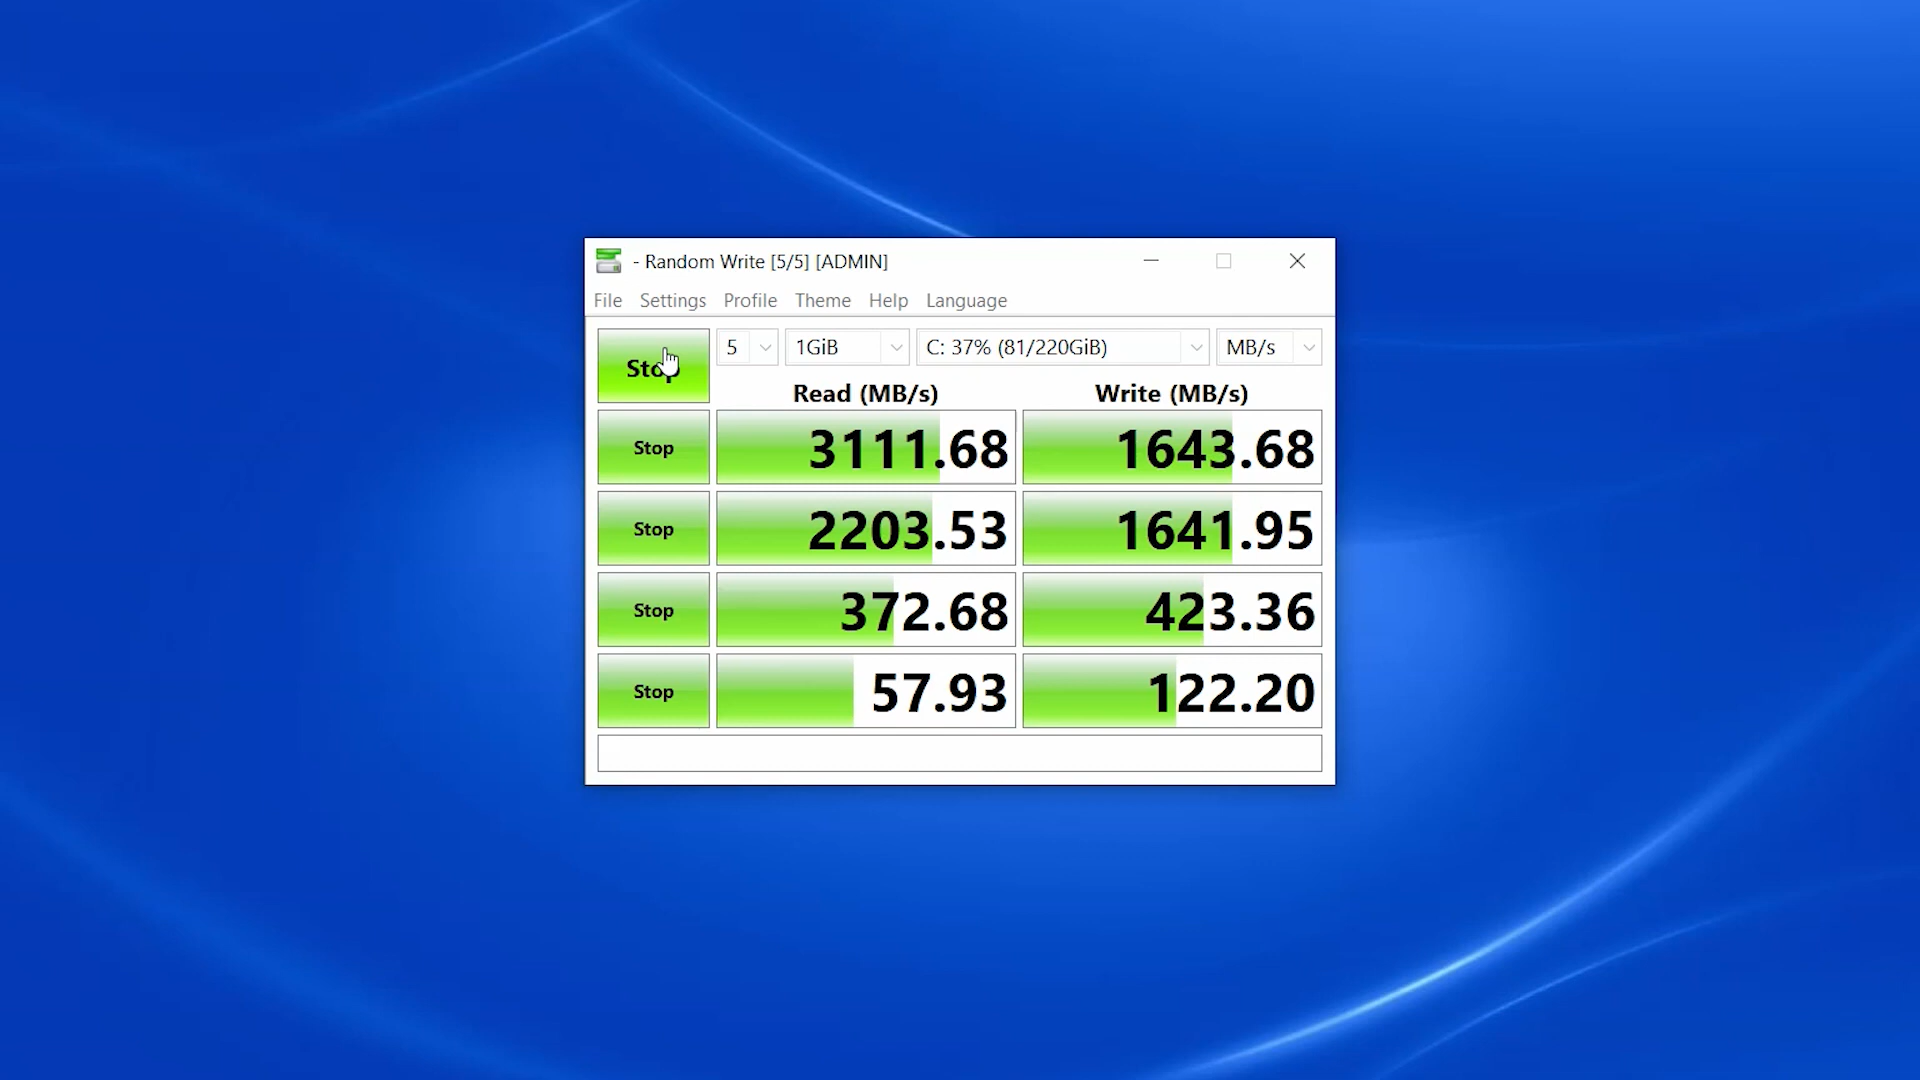 - Random Write [5/5] [ADMIN]
File Settings Profile Theme Help Language
Stop 5 1GiB C: 37% (81/220GiB) MB/s
Read (MB/s) Write (MB/s)
Stop 3111.68 1643.68
Stop 2203.53 1641.95
Stop 372.68 423.36
Stop 57.93 122.20